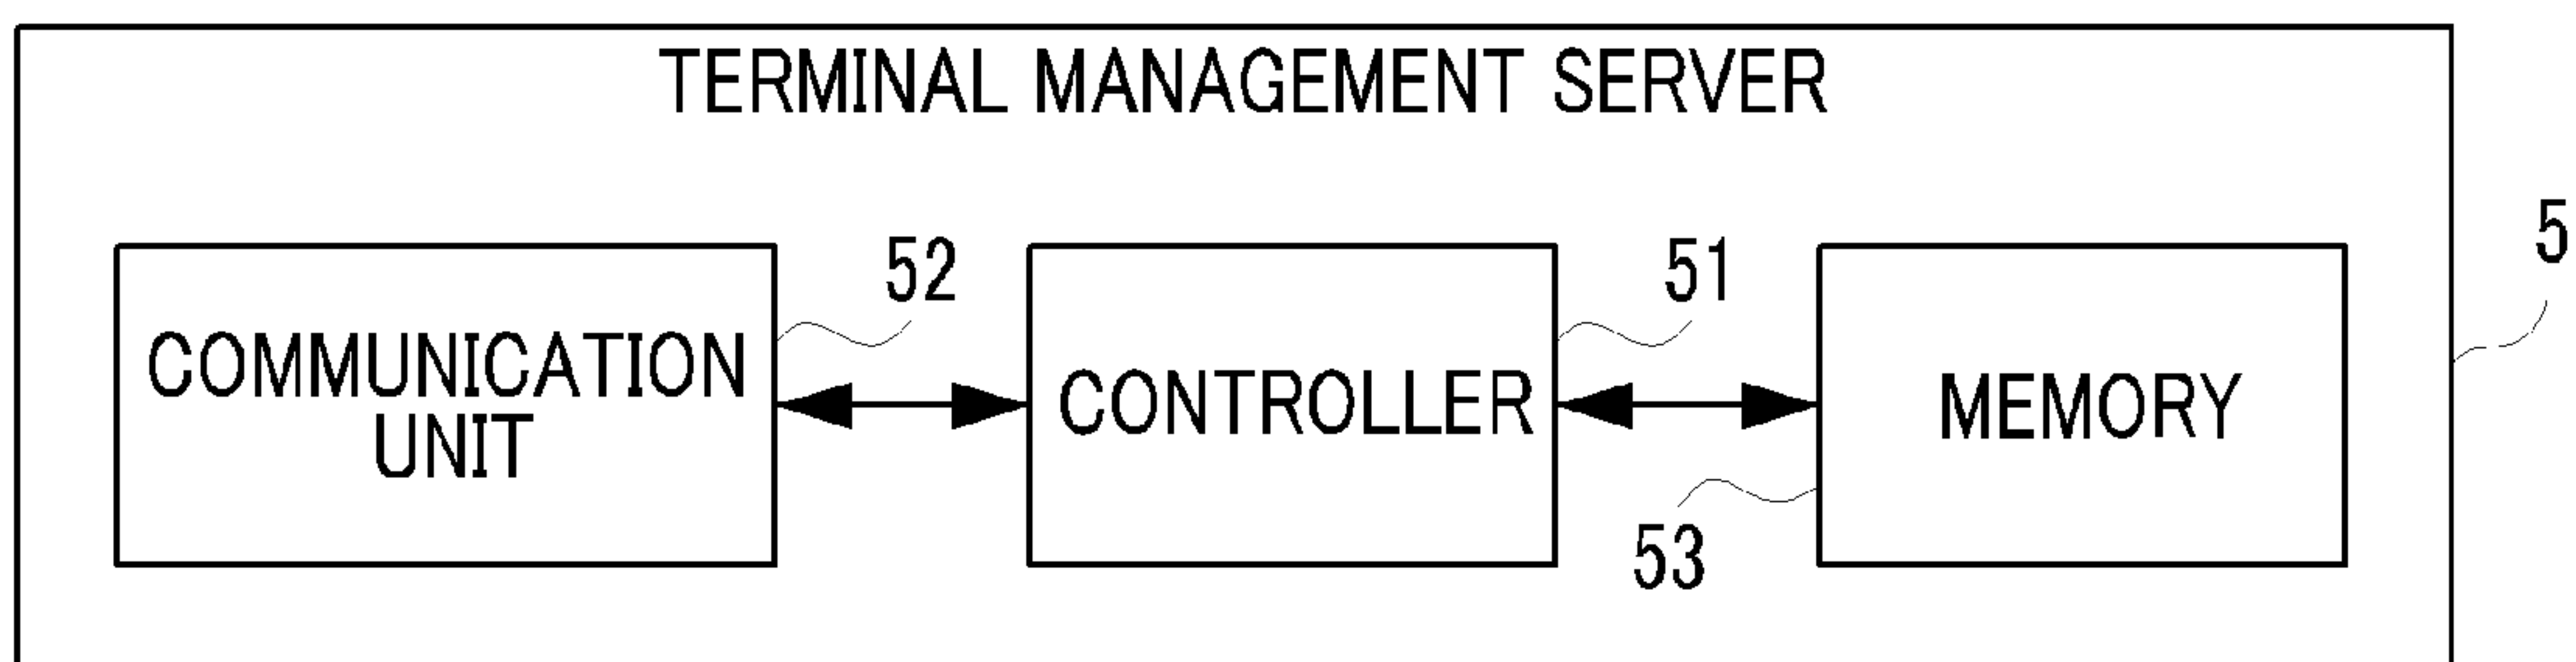 TERMINAL MANAGEMENT SERVER
5
52
51
COMMUNICATION
UNIT
CONTROLLER
MEMORY
53